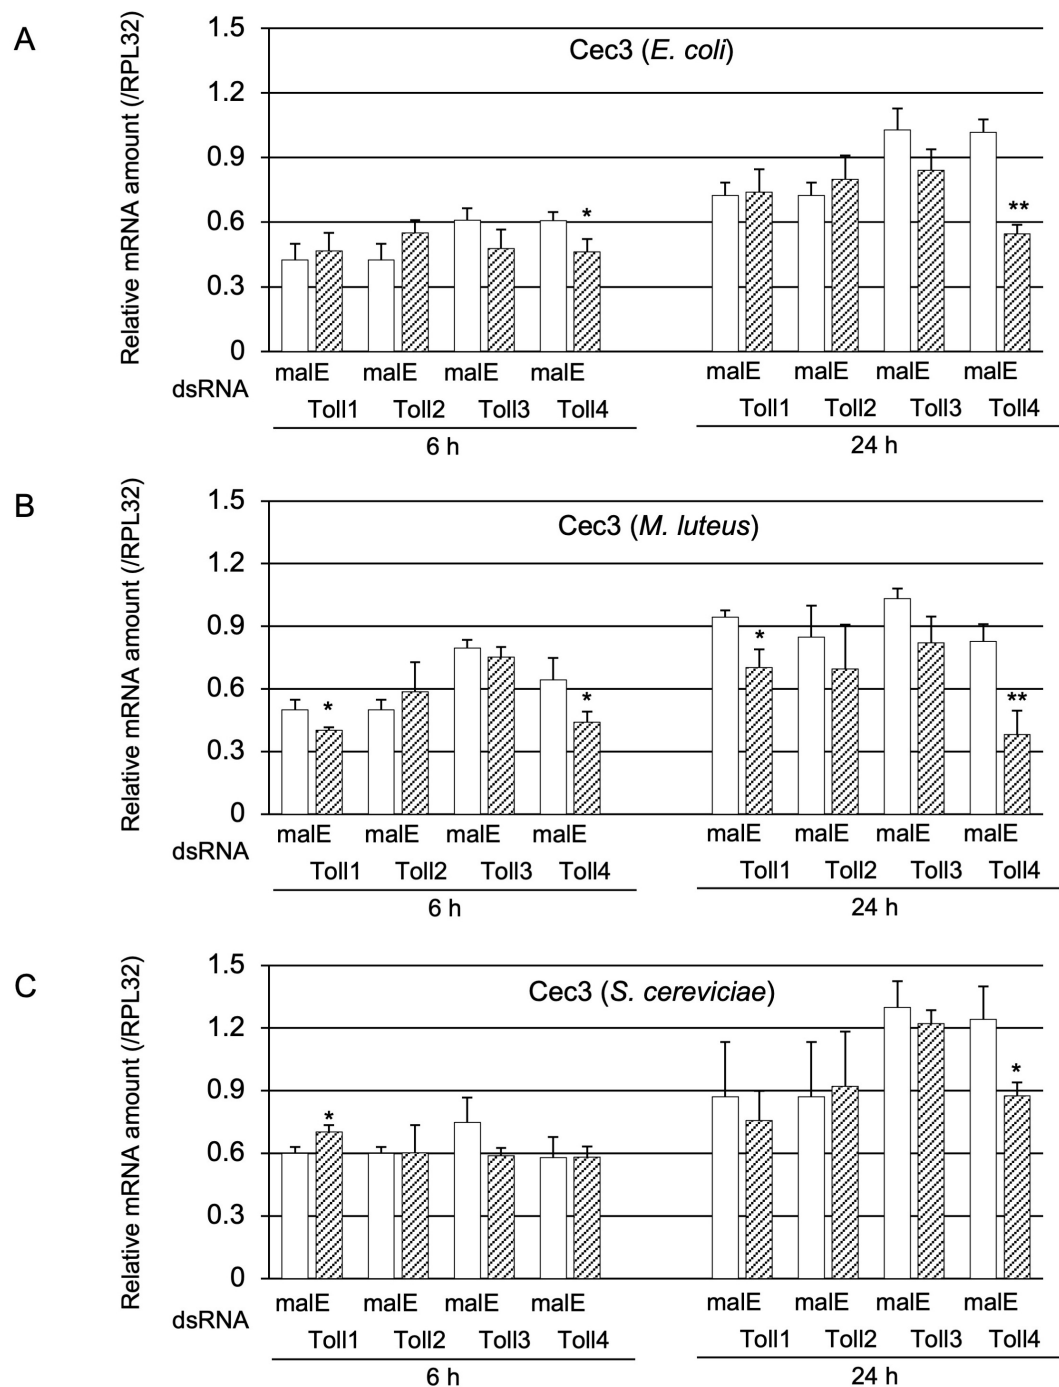 A
Cec3 (E. coli)
Relative mRNA amount (/RPL32)
1.5
1.2
0.9
0.6
0.3
0
*
**
dsRNA
malE malE malE malE malE malE malE malE
Toll1 Toll2 Toll3 Toll4 Toll1 Toll2 Toll3 Toll4
6 h 24 h
B
Cec3 (M. luteus)
Relative mRNA amount (/RPL32)
1.5
1.2
0.9
0.6
0.3
0
* * * **
dsRNA
malE malE malE malE malE malE malE malE
Toll1 Toll2 Toll3 Toll4 Toll1 Toll2 Toll3 Toll4
6 h 24 h
C
Cec3 (S. cereviciae)
Relative mRNA amount (/RPL32)
1.5
1.2
0.9
0.6
0.3
0
* *
dsRNA
malE malE malE malE malE malE malE malE
Toll1 Toll2 Toll3 Toll4 Toll1 Toll2 Toll3 Toll4
6 h 24 h